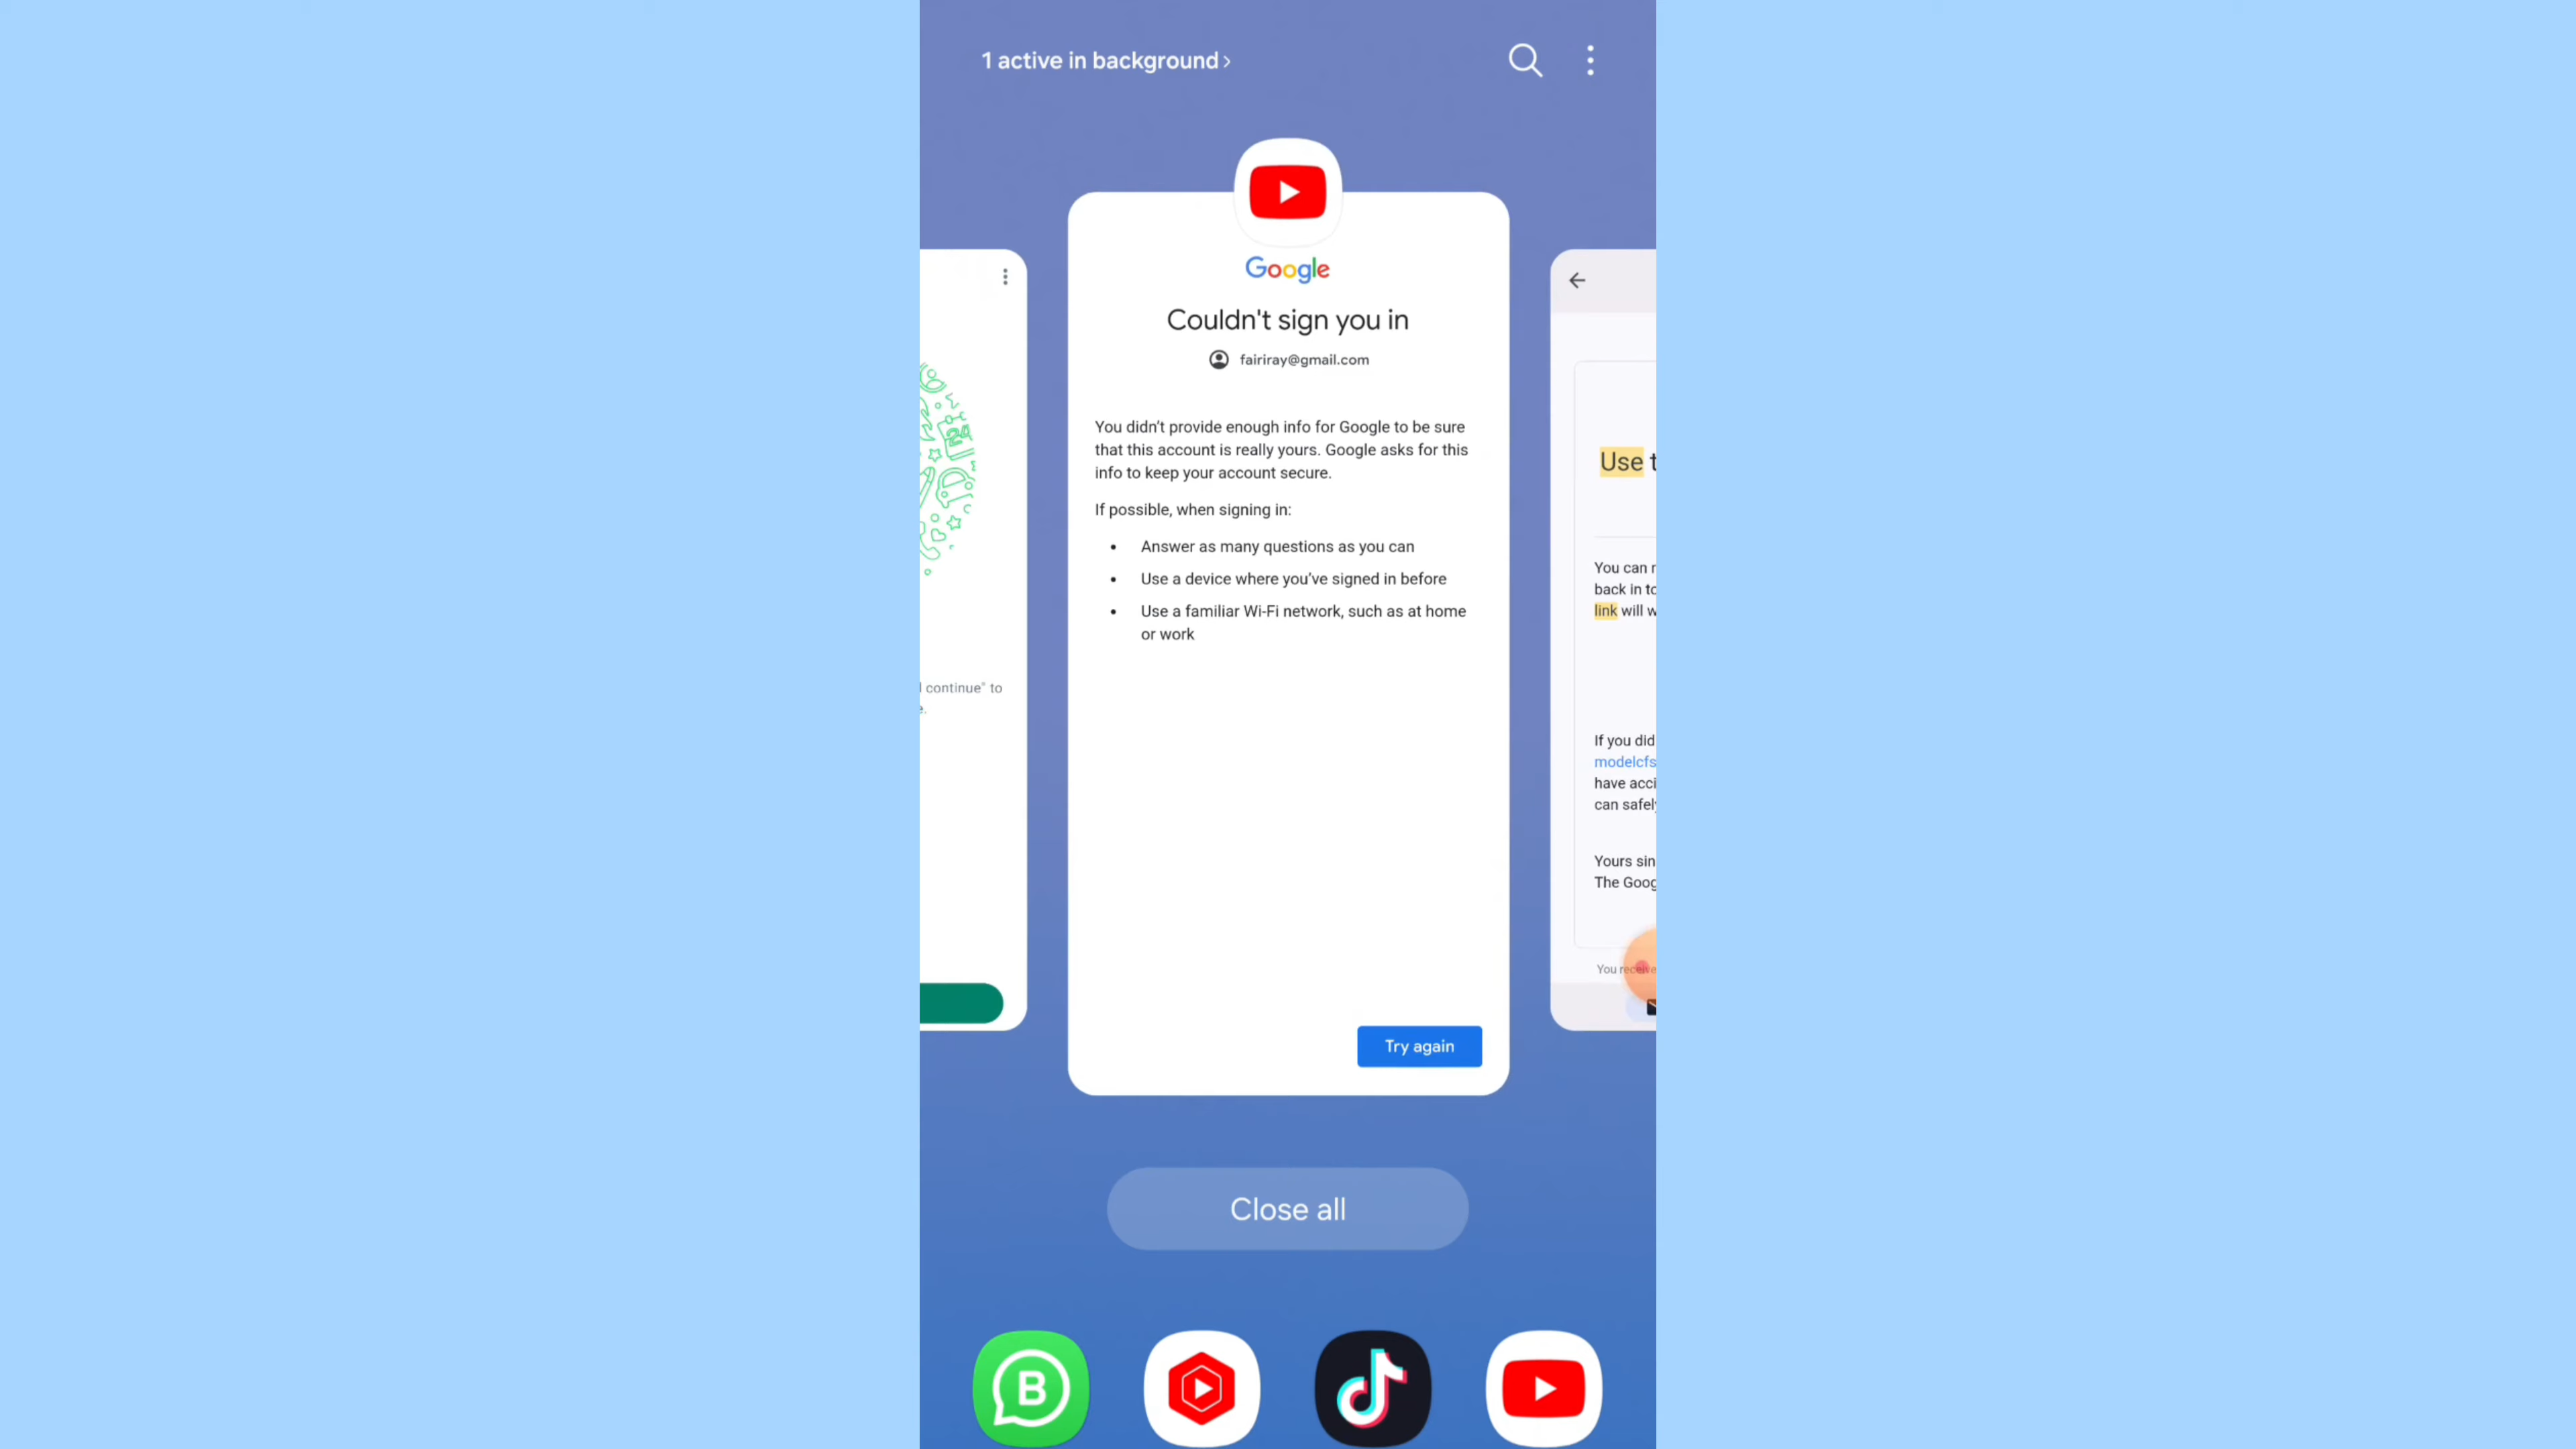 1 active in background >
Google
Couldn't sign you in
fairiray@gmail.com
You didn't provide enough info for Google to be sure
that this account is really yours. Google asks for this
info to keep your account secure.
If possible, when signing in:
• Answer as many questions as you can
• Use a device where you've signed in before
• Use a familiar Wi-Fi network, such as at home
or work
Try again
24
continue" to
e.
Use t
You can
back in to
link will w
If you did
modelcfs
have acci
can safely
Yours sin
The Goog
You receive
Close all
B